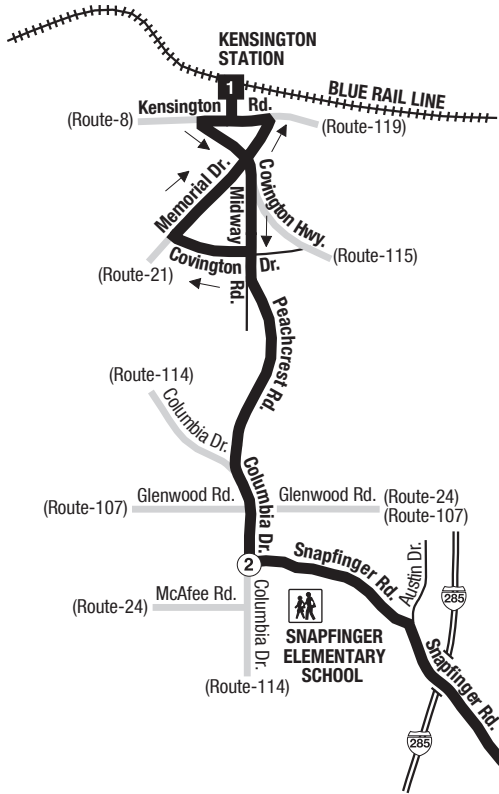 KENSINGTON
STATION
BLUE RAIL LINE
1
Kensington Rd.
(Route-8)
(Route-119)
Memorial Dr.
Midway Rd.
Covington Hwy.
(Route-115)
(Route-21)
Covington Dr.
Peachcrest Rd.
(Route-114)
Columbia Dr.
Columbia Dr.
(Route-107)
Glenwood Rd.
Glenwood Rd.
(Route-24)
(Route-107)
2
Snapfinger Rd.
Austin Dr.
285
McAfee Rd.
(Route-24)
Columbia Dr.
SNAPFINGER
ELEMENTARY
SCHOOL
(Route-114)
Snapfinger Rd.
285